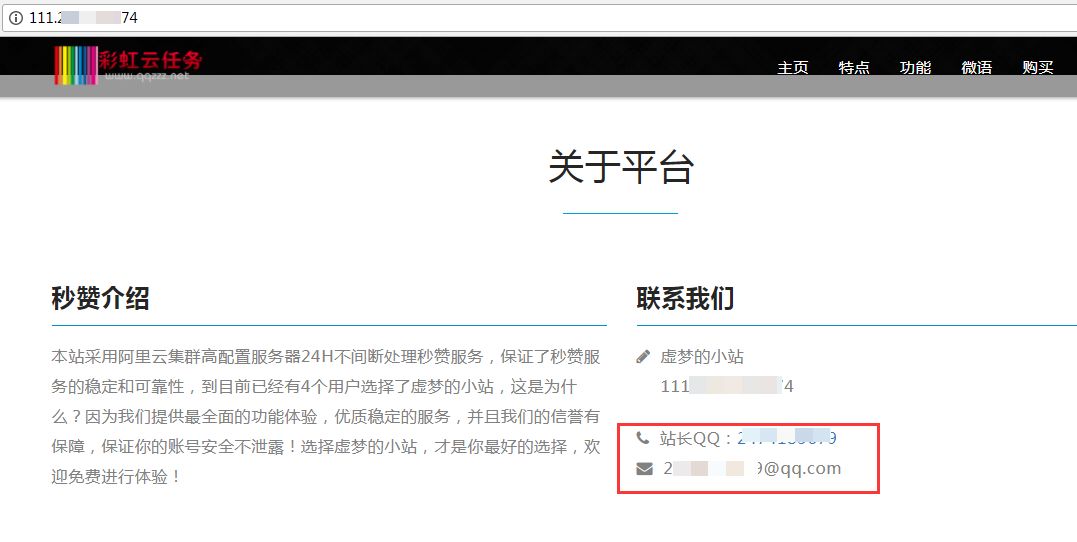 111.2 74
彩虹云任务
www.qqzzz.net
主页 特点 功能 微语 购买
关于平台
秒赞介绍
本站采用阿里云集群高配置服务器24H不间断处理秒赞服务，保证了秒赞服
务的稳定和可靠性，到目前已经有4个用户选择了虚梦的小站，这是为什
么？因为我们提供最全面的功能体验，优质稳定的服务，并且我们的信誉有
保障，保证你的账号安全不泄露！选择虚梦的小站，才是你最好的选择，欢
迎免费进行体验！
联系我们
虚梦的小站
111 74
站长QQ：
2 9@qq.com